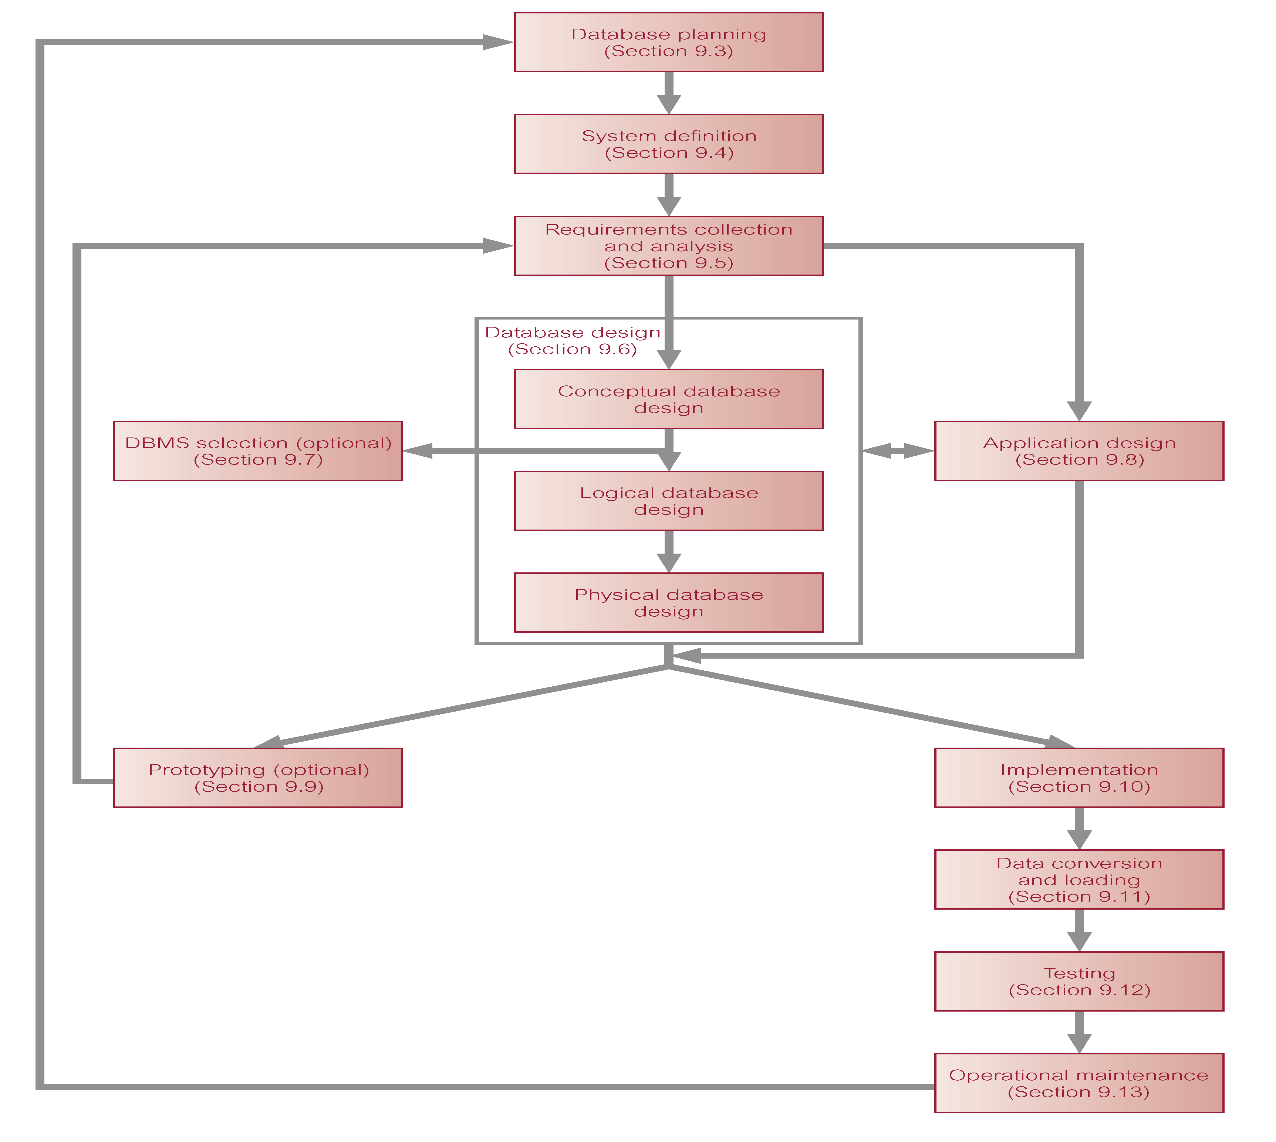 Database planning
(Section 9.3)
System definition
(Section 9.4)
Requirements collection
and analysis
(Section 9.5)
Database design
(Section 9.6)
Conceptual database
design
DBMS selection (optional)
(Section 9.7)
Application design
(Section 9.8)
Logical database
design
Physical database
design
Prototyping (optional)
(Section 9.9)
Implementation
(Section 9.10)
Data conversion
and loading
(Section 9.11)
Testing
(Section 9.12)
Operational maintenance
(Section 9.13)